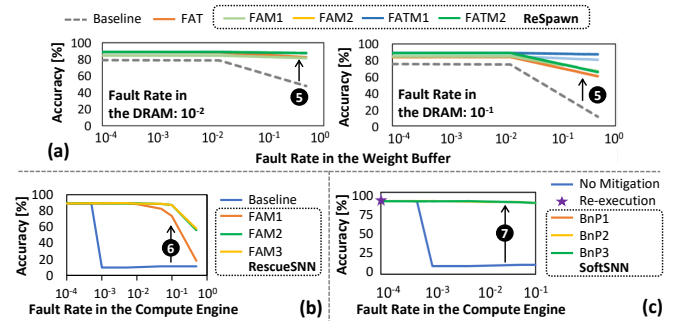 Baseline FAT FAM1 FAM2 FATM1 FATM2 ReSpawn
Accuracy [%]
100
80
60
40
20
0
Fault Rate in
the DRAM: 10-2
5
10-4 10-3 10-2 10-1 100
Accuracy [%]
100
80
60
40
20
0
Fault Rate in
the DRAM: 10-1
5
10-4 10-3 10-2 10-1 100
(a)
Fault Rate in the Weight Buffer
Accuracy [%]
100
80
60
40
20
0
6
10-4 10-3 10-2 10-1 100
Fault Rate in the Compute Engine
Baseline
FAM1
FAM2
FAM3
RescueSNN
(b)
Accuracy [%]
100
75
50
25
0
7
10-4 10-3 10-2 10-1
Fault Rate in the Compute Engine
No Mitigation
Re-execution
BnP1
BnP2
BnP3
SoftSNN
(c)